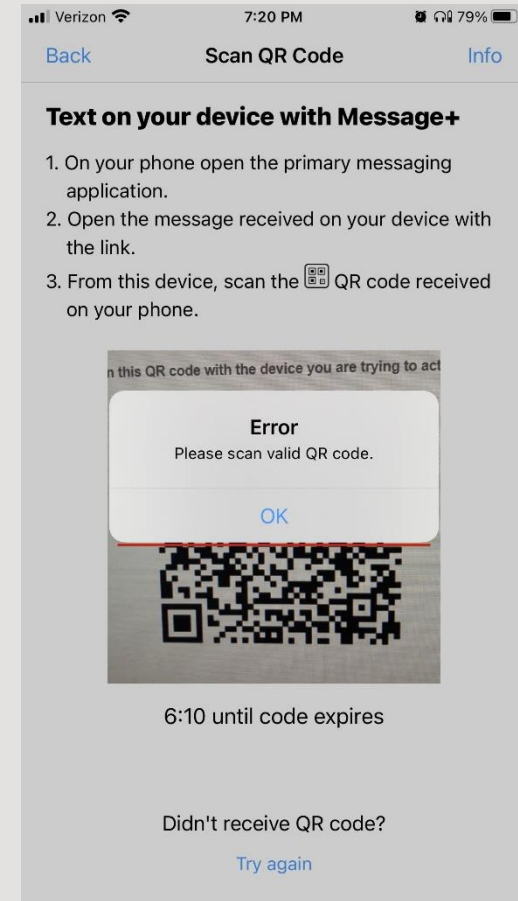 Verizon 7:20 PM 79%
Back Scan QR Code Info
Text on your device with Message+
1. On your phone open the primary messaging
application.
2. Open the message received on your device with
the link.
3. From this device, scan the QR code received
on your phone.
n this QR code with the device you are trying to act
Error
Please scan valid QR code.
OK
6:10 until code expires
Didn't receive QR code?
Try again